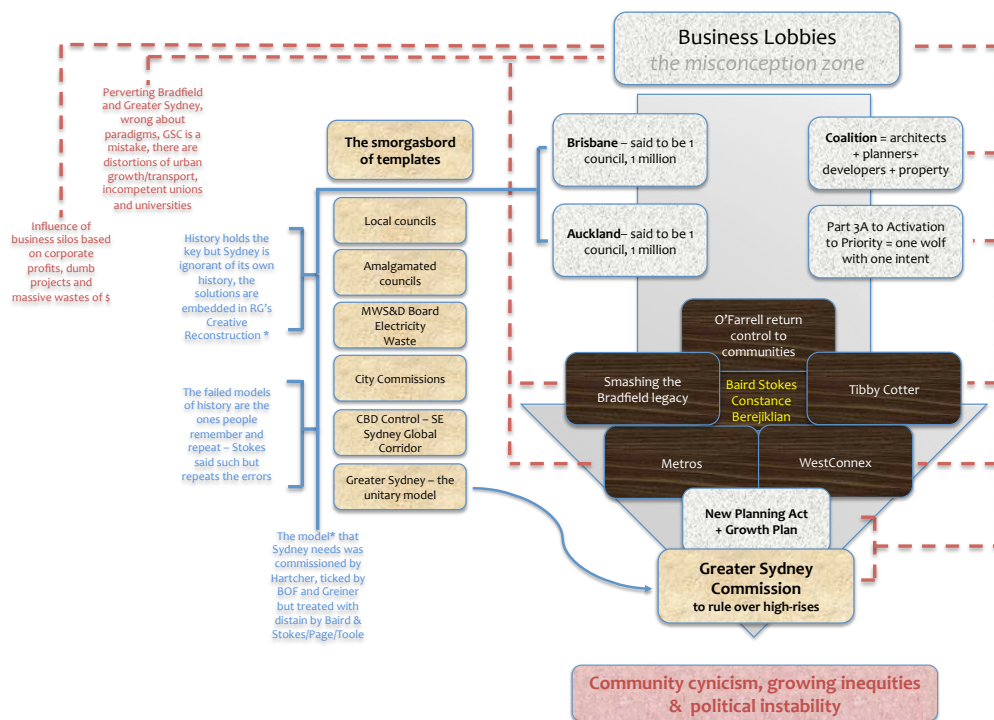 Business Lobbies
the misconception zone
Perverting Bradfield
and Greater Sydney,
wrong about
paradigms, GSC is a
mistake, there are
distortions of urban
growth/transport,
incompetent unions
and universities
Influence of
business silos based
on corporate
profits, dumb
projects and
massive wastes of $
History holds the
key but Sydney is
ignorant of its own
history, the
solutions are
embedded in RG's
Creative
Reconstruction *
The failed models
of history are the
ones people
remember and
repeat – Stokes
said such but
repeats the errors
The model* that
Sydney needs was
commissioned by
Hartcher, ticked by
BOF and Greiner
but treated with
distain by Baird &
Stokes/Page/Toole
The smorgasbord
of templates
Local councils
Amalgamated
councils
MWS&D Board
Electricity
Waste
City Commissions
CBD Control – SE
Sydney Global
Corridor
Greater Sydney – the
unitary model
Brisbane – said to be 1
council, 1 million
Auckland– said to be 1
council, 1 million
Coalition = architects
+ planners+
developers + property
Part 3A to Activation
to Priority = one wolf
with one intent
O'Farrell return
control to
communities
Smashing the
Bradfield legacy
Baird Stokes
Constance
Berejiklian
Tibby Cotter
Metros
WestConnex
New Planning Act
+ Growth Plan
Greater Sydney
Commission
to rule over high-rises
Community cynicism, growing inequities
& political instability